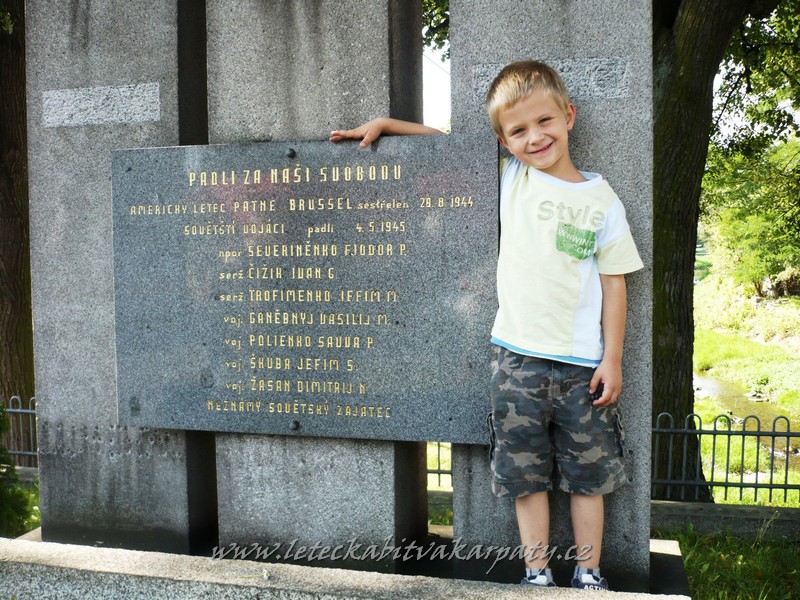 PADLI ZA NAŠI SVOBODU
AMERICKÝ LETEC PATNE BRUSSEL sestřelen 28.8.1944
SOVĚTŠTÍ VOJÁCI padli 4.5.1945
npor SEVERINĚNKO FJODOR P.
serž ČIŽIK IVAN G.
serž TROFIMENKO JEFIM M.
voj. GANĚBNYJ VASILIJ M.
voj. POLIENKO SAVVA P.
voj. ŠKUBA JEFIM S.
voj. ŽASAN DIMITRIJ N.
NEZNÁMÝ SOVĚTSKÝ ZAJATEC
Style
www.leteckabitvakarpaty.cz